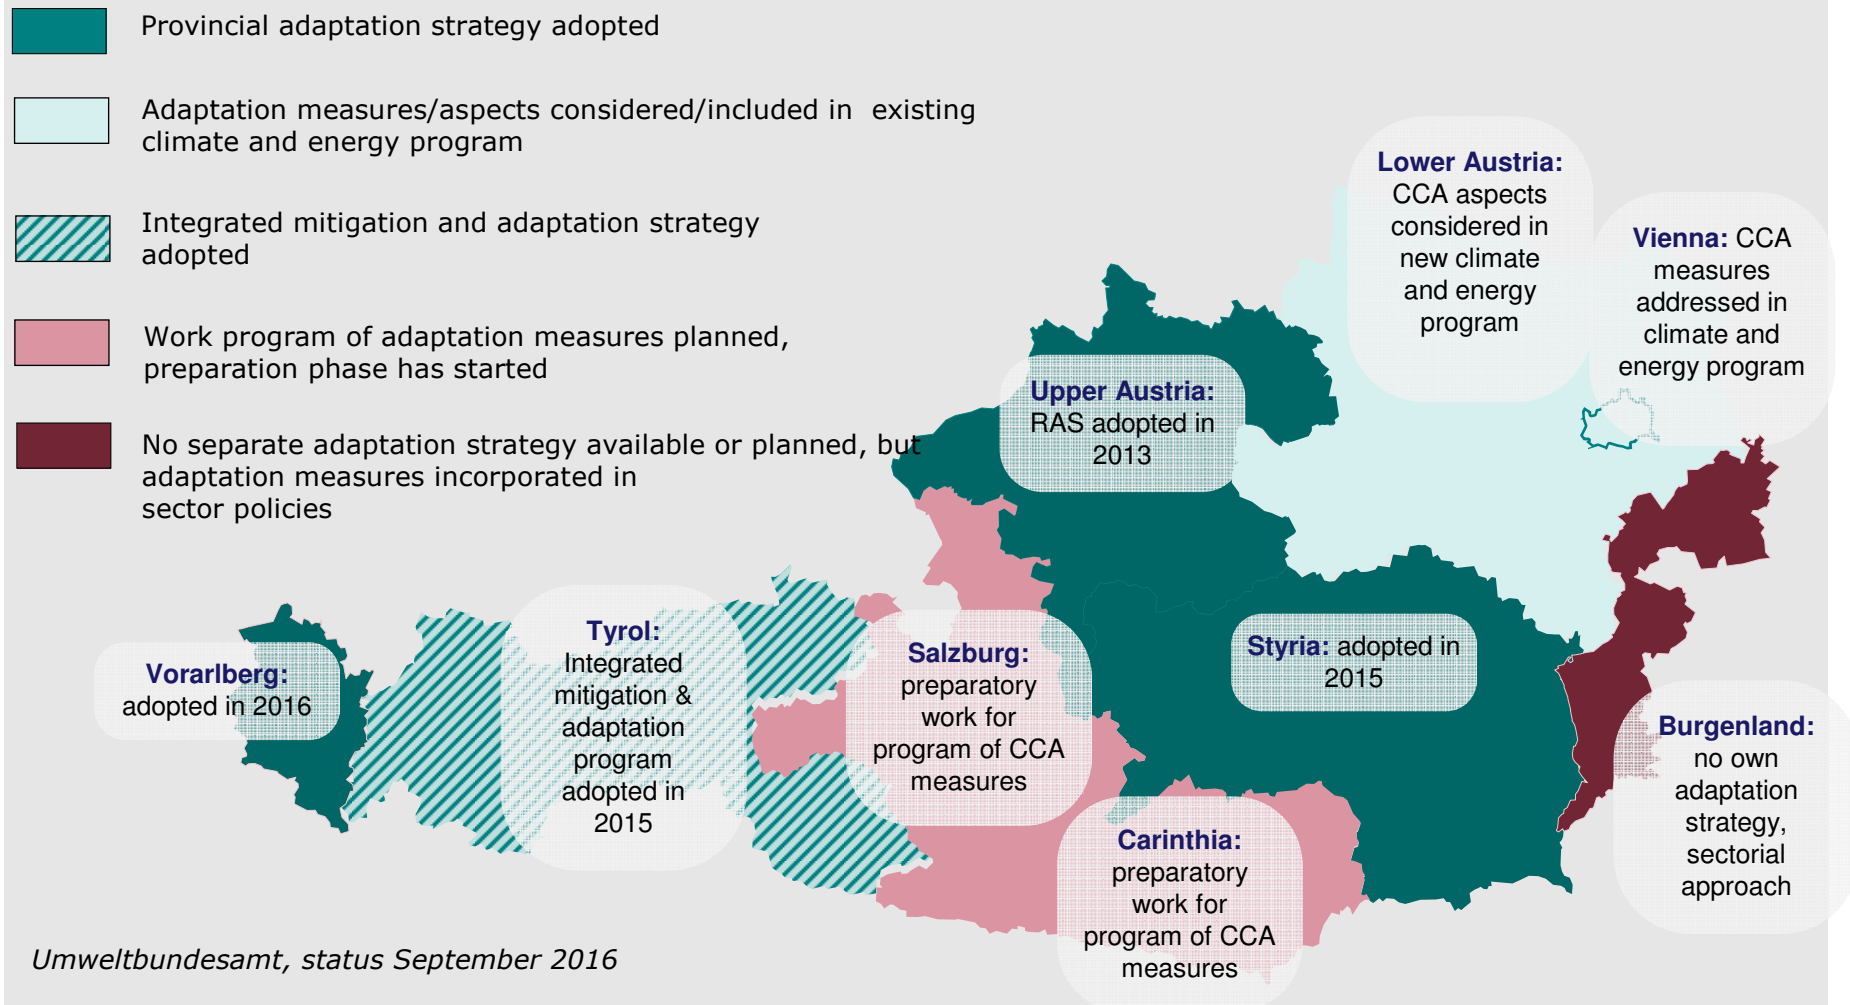 Provincial adaptation strategy adopted
Adaptation measures/aspects considered/included in existing
climate and energy program
Integrated mitigation and adaptation strategy
adopted
Work program of adaptation measures planned,
preparation phase has started
No separate adaptation strategy available or planned, but
adaptation measures incorporated in
sector policies
Lower Austria:
CCA aspects
considered in
new climate
and energy
program
Vienna: CCA
measures
addressed in
climate and
energy program
Upper Austria:
RAS adopted in
2013
Vorarlberg:
adopted in 2016
Tyrol:
Integrated
mitigation &
adaptation
program
adopted in
2015
Salzburg:
preparatory
work for
program of CCA
measures
Styria: adopted in
2015
Carinthia:
preparatory
work for
program of CCA
measures
Burgenland:
no own
adaptation
strategy,
sectorial
approach
Umweltbundesamt, status September 2016